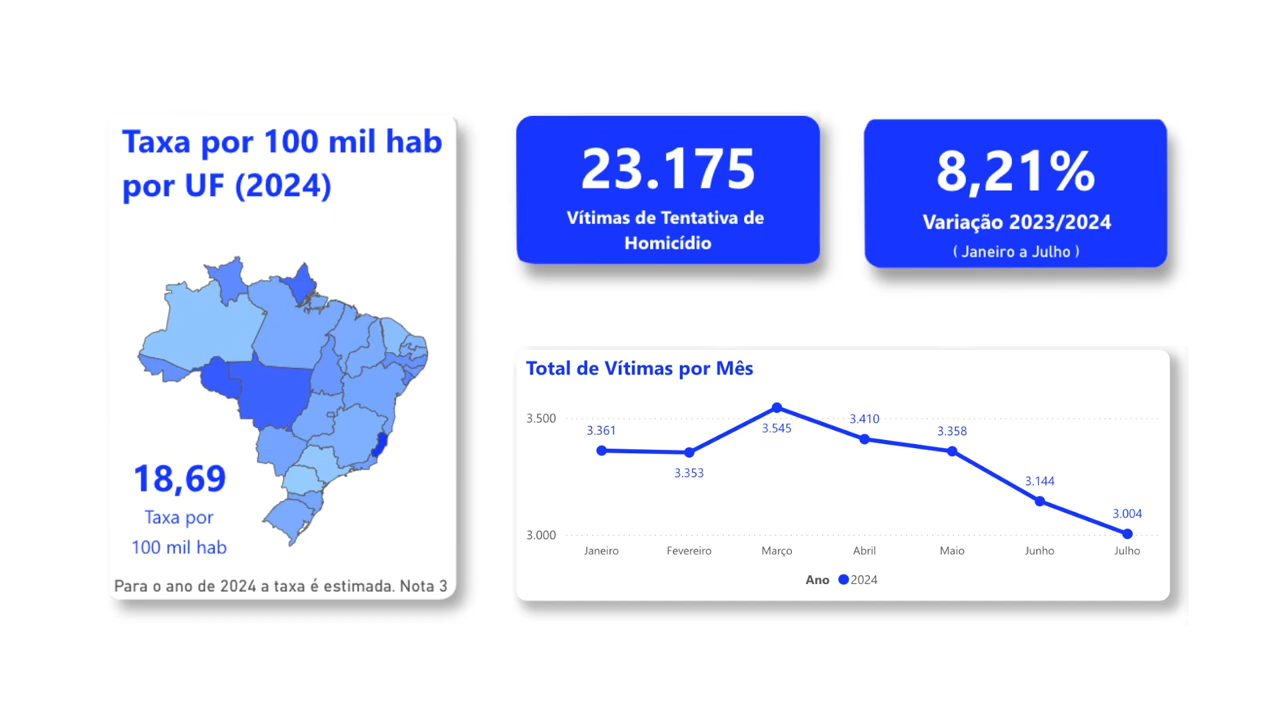 Taxa por 100 mil hab
por UF (2024)
18,69
Taxa por
100 mil hab
Para o ano de 2024 a taxa é estimada. Nota 3
23.175
Vítimas de Tentativa de
Homicídio
8,21%
Variação 2023/2024
( Janeiro a Julho )
Total de Vítimas por Mês
3.500
3.000
3.361
3.353
3.545
3.410
3.358
3.144
3.004
Janeiro
Fevereiro
Março
Abril
Maio
Junho
Julho
Ano 2024